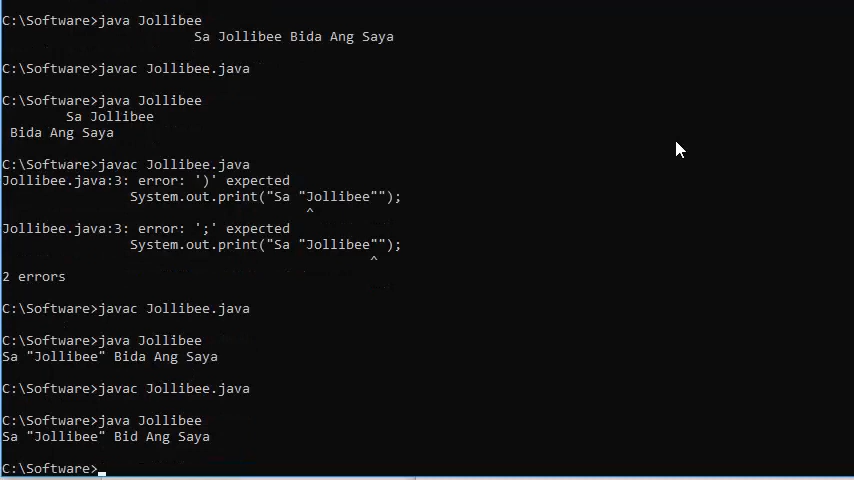 C:\Software>java Jollibee
Sa Jollibee Bida Ang Saya
C:\Software>javac Jollibee.java
C:\Software>java Jollibee
Sa Jollibee
Bida Ang Saya
C:\Software>javac Jollibee.java
Jollibee.java:3: error: ')' expected
System.out.print("Sa "Jollibee"");
^
Jollibee.java:3: error: ';' expected
System.out.print("Sa "Jollibee"");
^
2 errors
C:\Software>javac Jollibee.java
C:\Software>java Jollibee
Sa "Jollibee" Bida Ang Saya
C:\Software>javac Jollibee.java
C:\Software>java Jollibee
Sa "Jollibee" Bid Ang Saya
C:\Software>